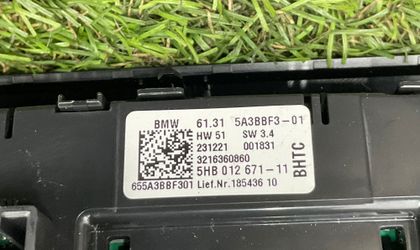 BMW 61.31 5A3BBF3-01
HW 51 SW 3.4
231221 001831
3216360860
5HB 012 671-11
655A3BBF301 Lief.Nr.185436 10
BHTC